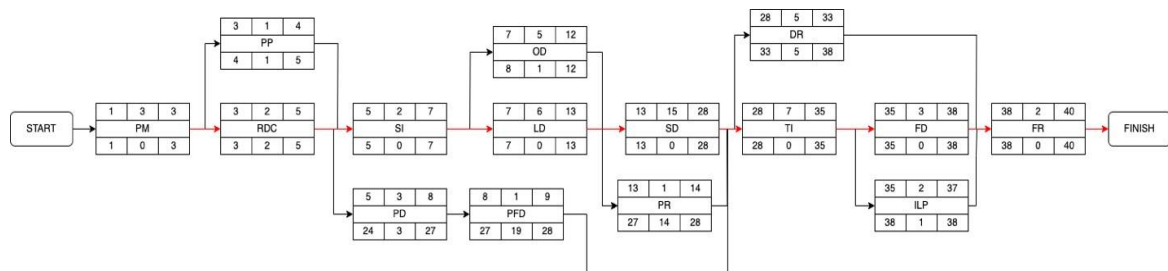 START
1 3 3
PM
1 0 3
3 1 4
PP
4 1 5
3 2 5
RDC
3 2 5
5 2 7
SI
5 0 7
5 3 8
PD
24 3 27
8 1 9
PFD
27 19 28
7 5 12
OD
8 1 12
7 6 13
LD
7 0 13
13 15 28
SD
13 0 28
13 1 14
PR
27 14 28
28 5 33
DR
33 5 38
28 7 35
TI
28 0 35
35 3 38
FD
35 0 38
35 2 37
ILP
38 1 38
38 2 40
FR
38 0 40
FINISH